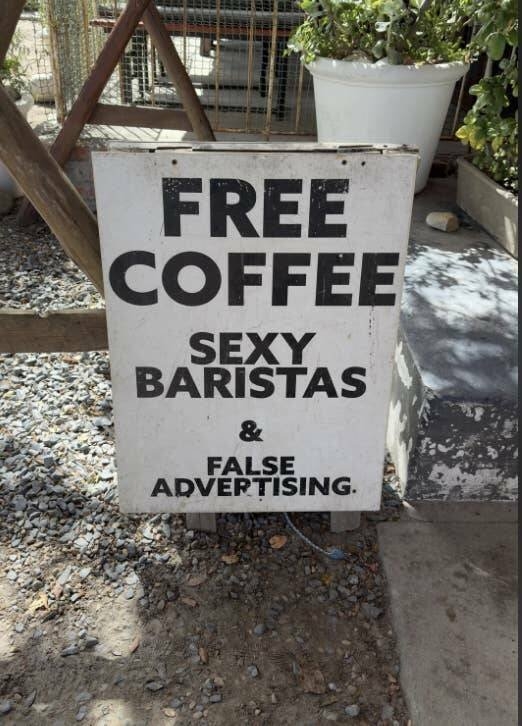 FREE
COFFEE
SEXY
BARISTAS
&
FALSE
ADVERTISING.